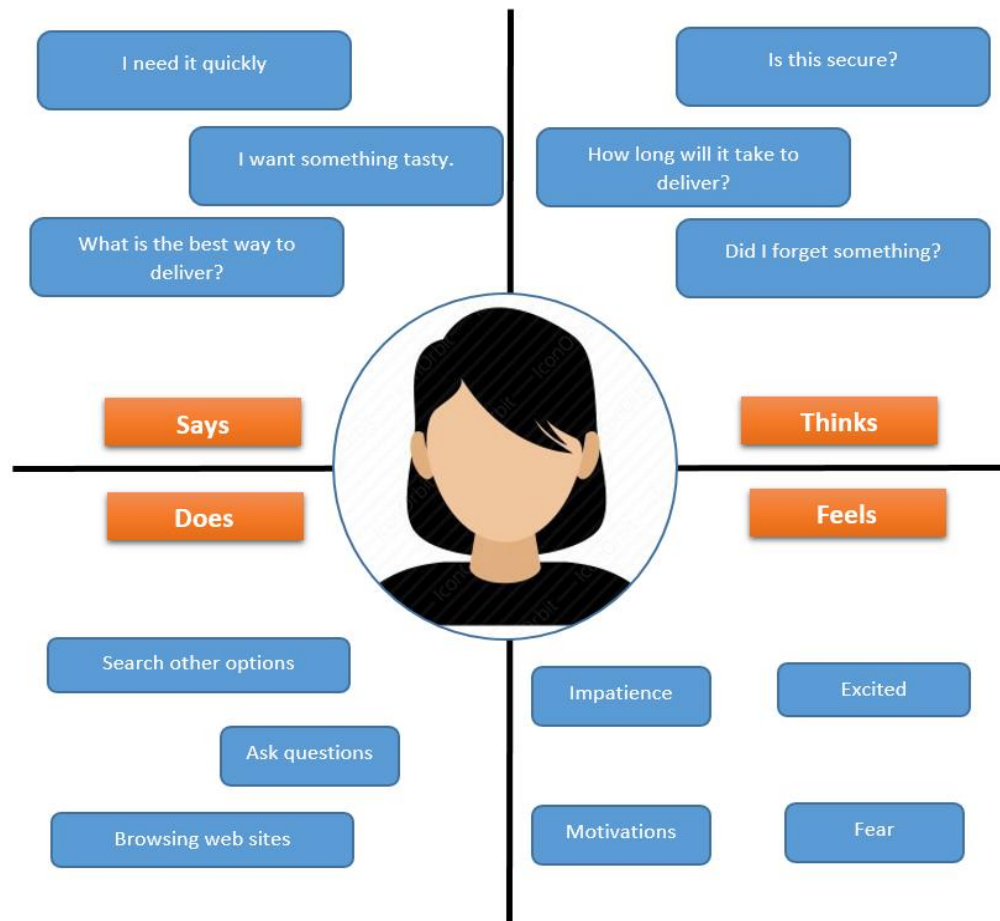 I need it quickly
I want something tasty.
What is the best way to
deliver?
Says
Is this secure?
How long will it take to
deliver?
Did I forget something?
Thinks
Does
Search other options
Ask questions
Browsing web sites
Feels
Impatience
Excited
Motivations
Fear
IconOrbit